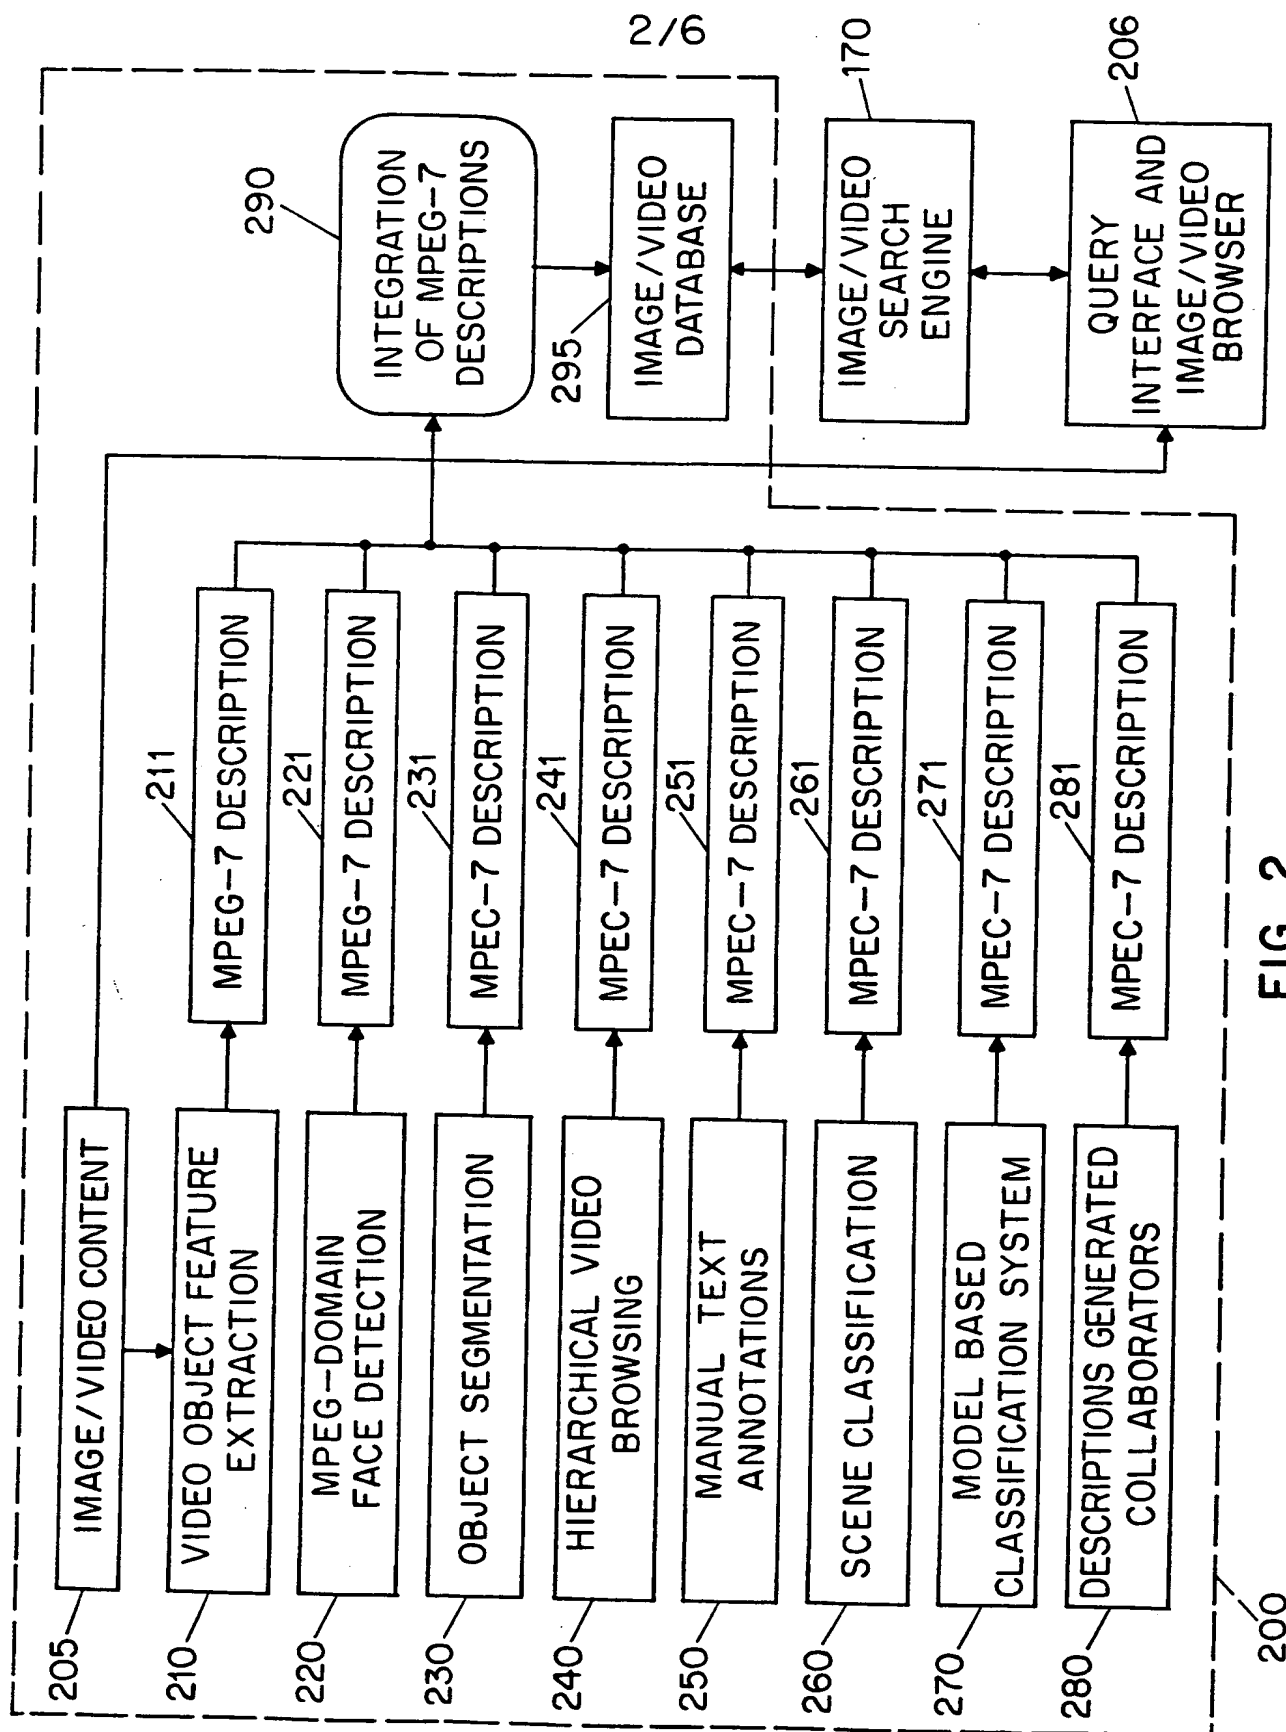 2/6
205
IMAGE/VIDEO CONTENT
210
VIDEO OBJECT FEATURE
EXTRACTION
211
MPEG-7 DESCRIPTION
220
MPEG-DOMAIN
FACE DETECTION
221
MPEG-7 DESCRIPTION
230
OBJECT SEGMENTATION
231
MPEC-7 DESCRIPTION
240
HIERARCHICAL VIDEO
BROWSING
241
MPEC-7 DESCRIPTION
250
MANUAL TEXT
ANNOTATIONS
251
MPEC-7 DESCRIPTION
260
SCENE CLASSIFICATION
261
MPEC-7 DESCRIPTION
270
MODEL BASED
CLASSIFICATION SYSTEM
271
MPEC-7 DESCRIPTION
280
DESCRIPTIONS GENERATED
COLLABORATORS
281
MPEC-7 DESCRIPTION
290
INTEGRATION
OF MPEG-7
DESCRIPTIONS
295
IMAGE/VIDEO
DATABASE
170
IMAGE/VIDEO
SEARCH
ENGINE
206
QUERY
INTERFACE AND
IMAGE/VIDEO
BROWSER
200
FIG. 2